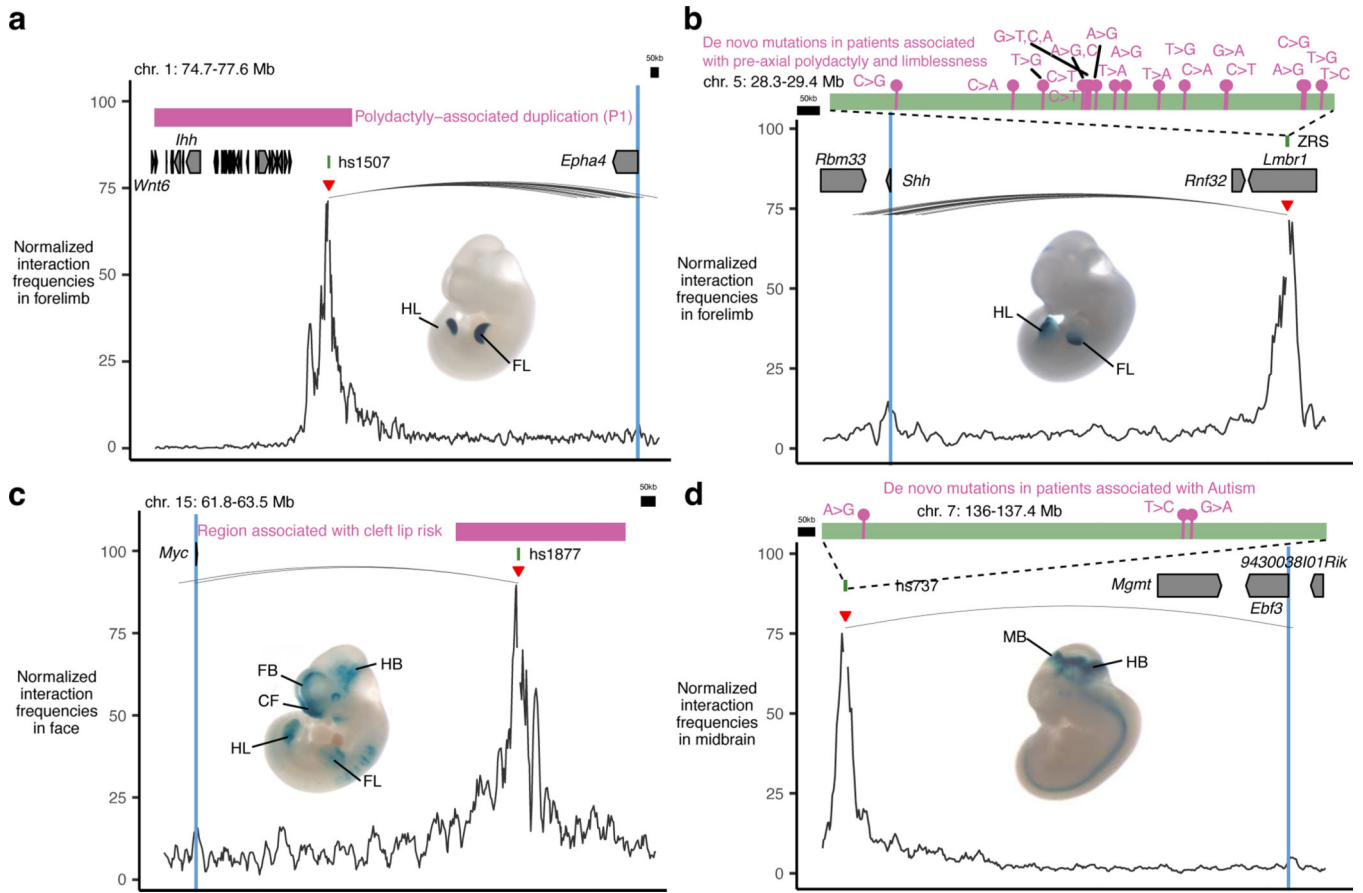 a
chr. 1: 74.7-77.6 Mb
50kb
Polydactyly-associated duplication (P1)
Ihh
Wnt6
hs1507
Epha4
Normalized
interaction
frequencies
in forelimb
100
75
50
25
0
HL
FL
b
De novo mutations in patients associated
with pre-axial polydactyly and limblessness
chr. 5: 28.3-29.4 Mb
50kb
C>G
C>A
T>G
G>T,C,A
C>T
C>T
A>G,C
A>G
T>A
A>G
T>A
T>G
C>A
G>A
C>T
C>G
A>G
T>G
T>C
ZRS
Rbm33
Shh
Rnf32
Lmbr1
Normalized
interaction
frequencies
in forelimb
100
75
50
25
0
HL
FL
c
chr. 15: 61.8-63.5 Mb
50kb
Region associated with cleft lip risk
Myc
hs1877
Normalized
interaction
frequencies
in face
100
75
50
25
0
FB
HB
CF
HL
FL
d
De novo mutations in patients associated with Autism
chr. 7: 136-137.4 Mb
50kb
A>G
T>C
G>A
hs737
Mgmt
9430038I01Rik
Ebf3
Normalized
interaction
frequencies
in midbrain
100
75
50
25
0
MB
HB